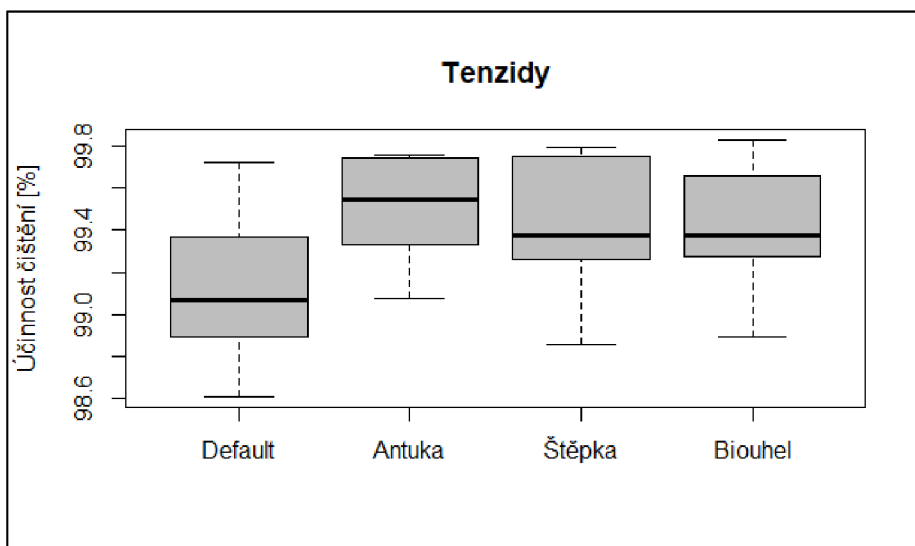 Tenzidy
Účinnost čištění [%]
99.8
99.4
99.0
98.6
Default Antuka Štěpka Biouhel